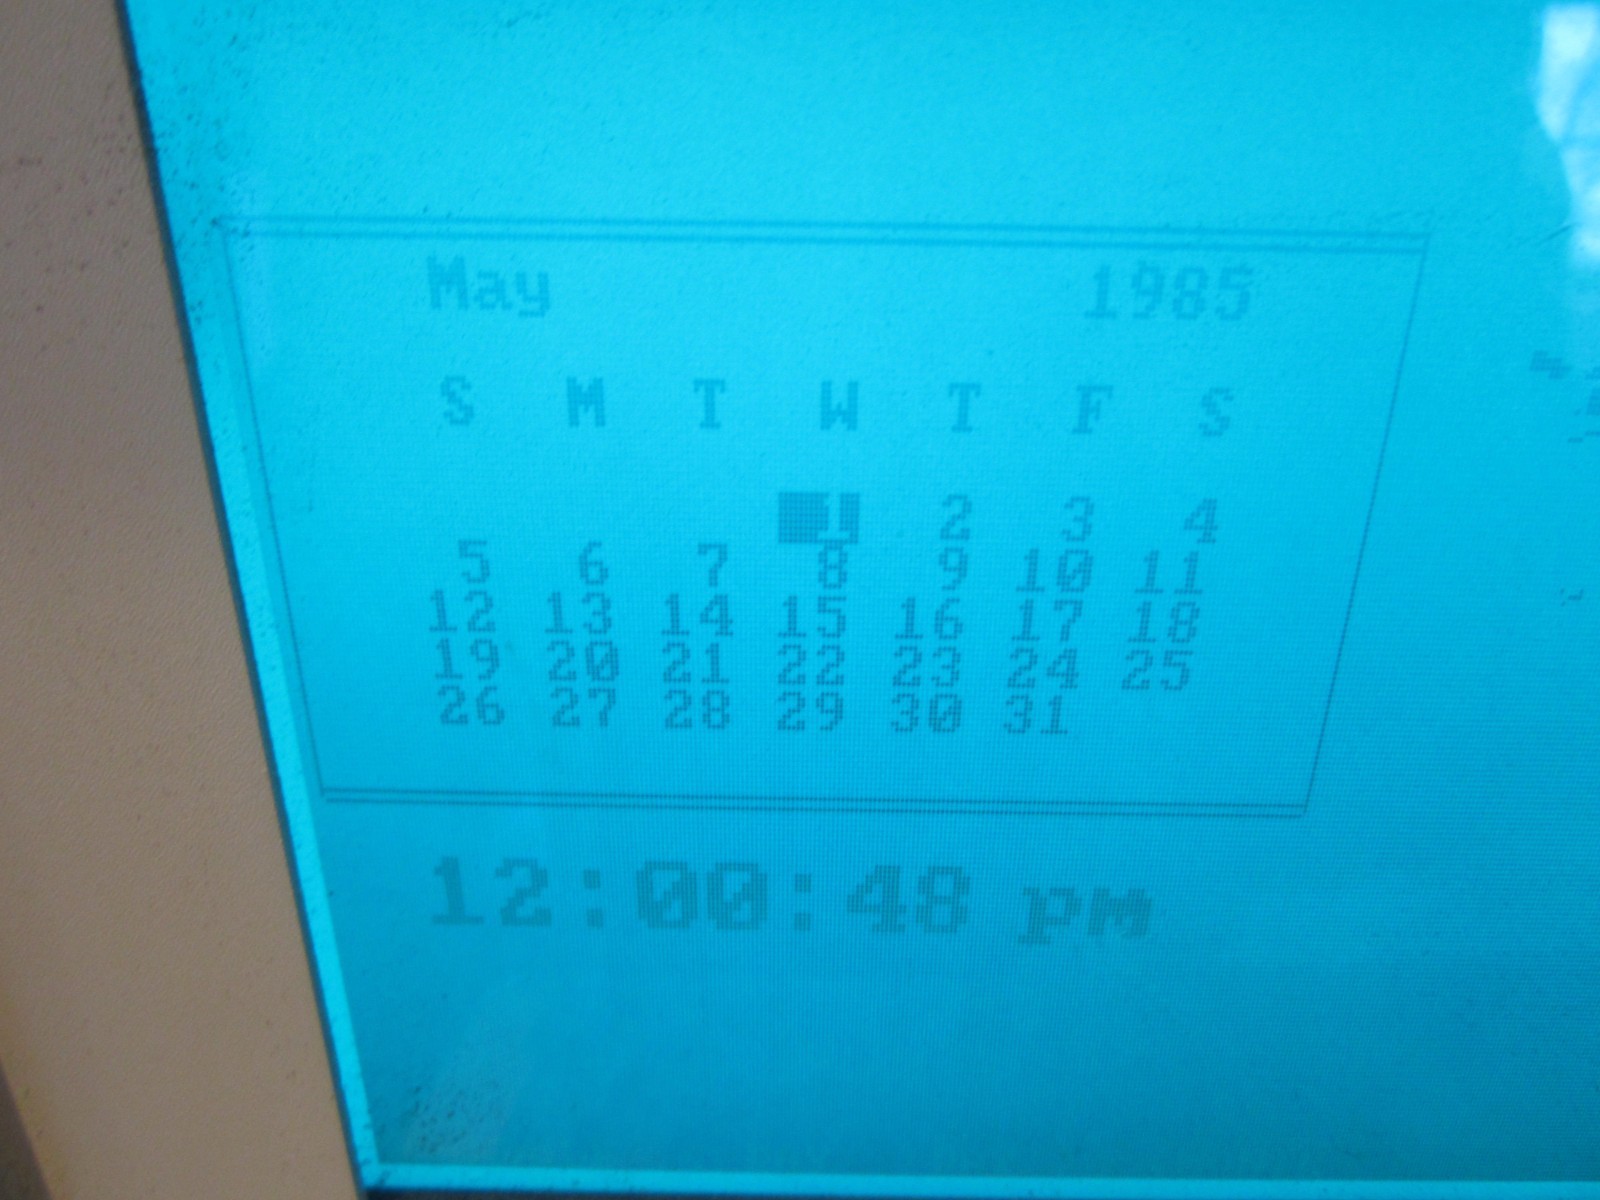 May 1985
S M T W T F S
1 2 3 4
5 6 7 8 9 10 11
12 13 14 15 16 17 18
19 20 21 22 23 24 25
26 27 28 29 30 31
12:00:48 pm